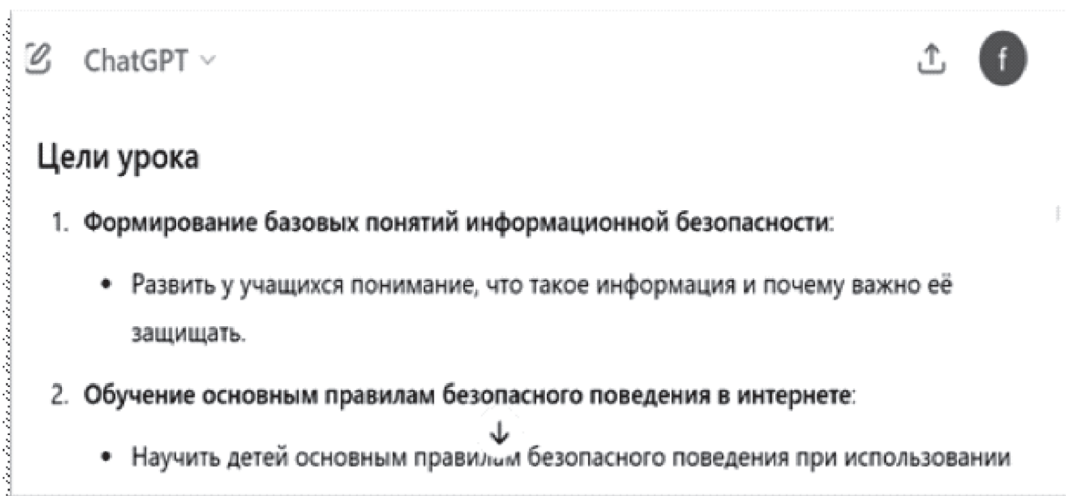 ChatGPT
f
Цели урока
1. Формирование базовых понятий информационной безопасности:
• Развить у учащихся понимание, что такое информация и почему важно её
защищать.
2. Обучение основным правилам безопасного поведения в интернете:
• Научить детей основным правилам безопасного поведения при использовании